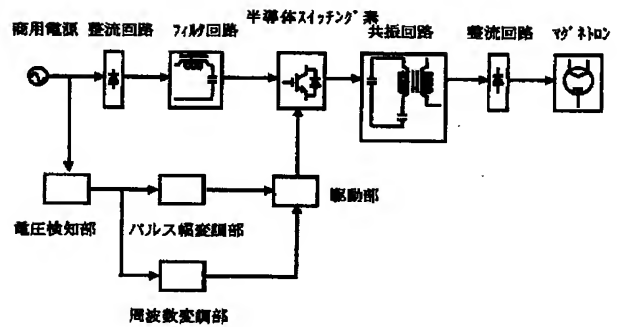 半導体スイッチング素
商用電源
整流回路
フィルタ回路
共振回路
整流回路
マグネトロン
電圧検知部
パルス幅変調部
駆動部
周波数変調部